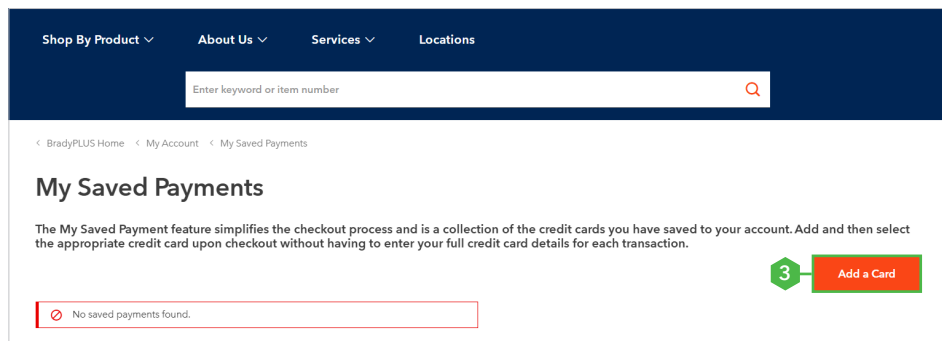 Shop By Product About Us Services Locations
Enter keyword or item number
BradyPLUS Home My Account My Saved Payments
My Saved Payments
The My Saved Payment feature simplifies the checkout process and is a collection of the credit cards you have saved to your account. Add and then select
the appropriate credit card upon checkout without having to enter your full credit card details for each transaction.
3 Add a Card
No saved payments found.